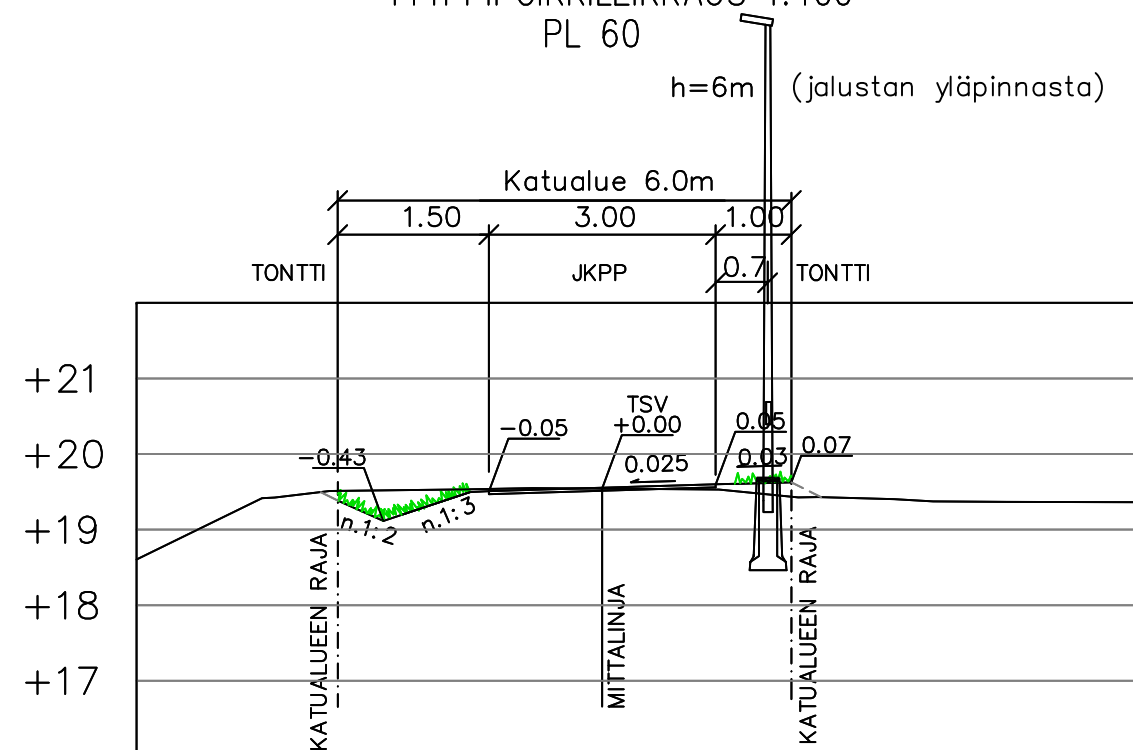 PL 60
h=6m (jalustan yläpinnasta)
Katualue 6.0m
1.50 3.00 1.00
TONTTI JKPP 0.7 TONTTI
+21
TSV
-0.05 +0.00 0.05
+20
-0.43 0.025 0.03 0.07
+19
n.1:2 n.1:3
+18
+17
KATUALUEEN RAJA
MITTALINJA
KATUALUEEN RAJA